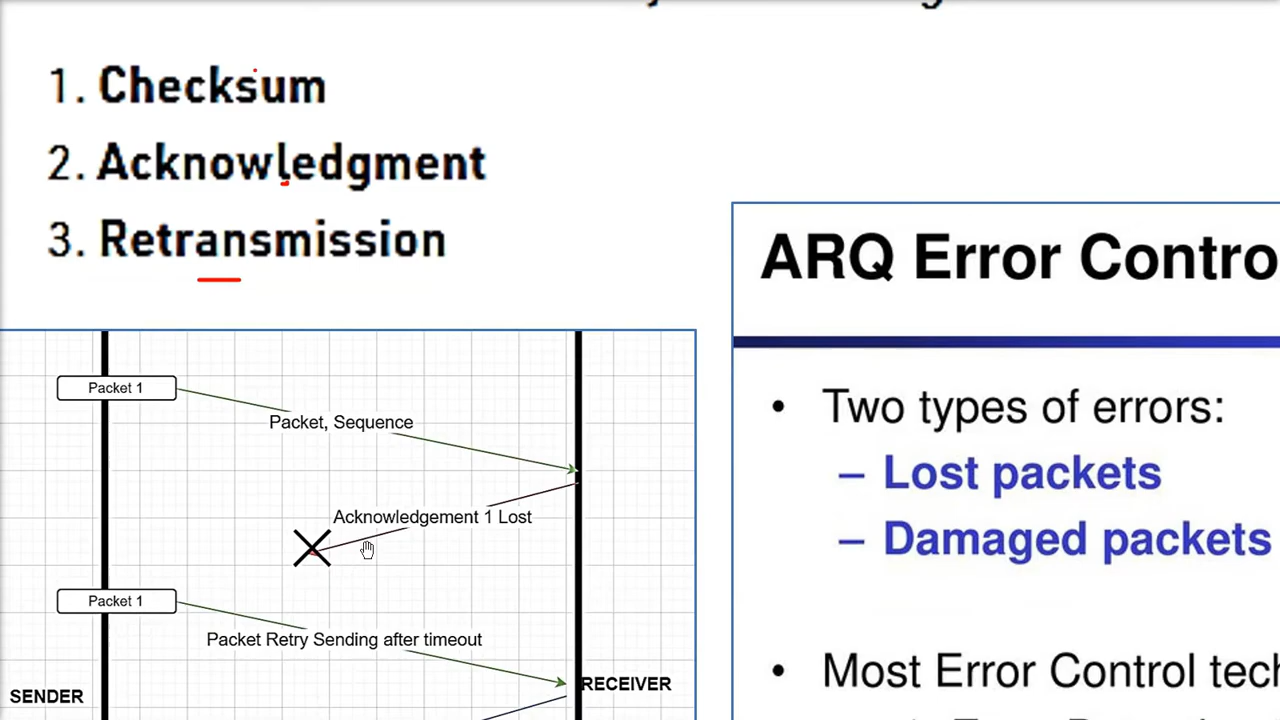 1. Checksum
2. Acknowledgment
3. Retransmission
Packet 1
Packet, Sequence
Acknowledgement 1 Lost
Packet 1
Packet Retry Sending after timeout
SENDER
RECEIVER
ARQ Error Contro
• Two types of errors:
– Lost packets
– Damaged packets
• Most Error Control tech